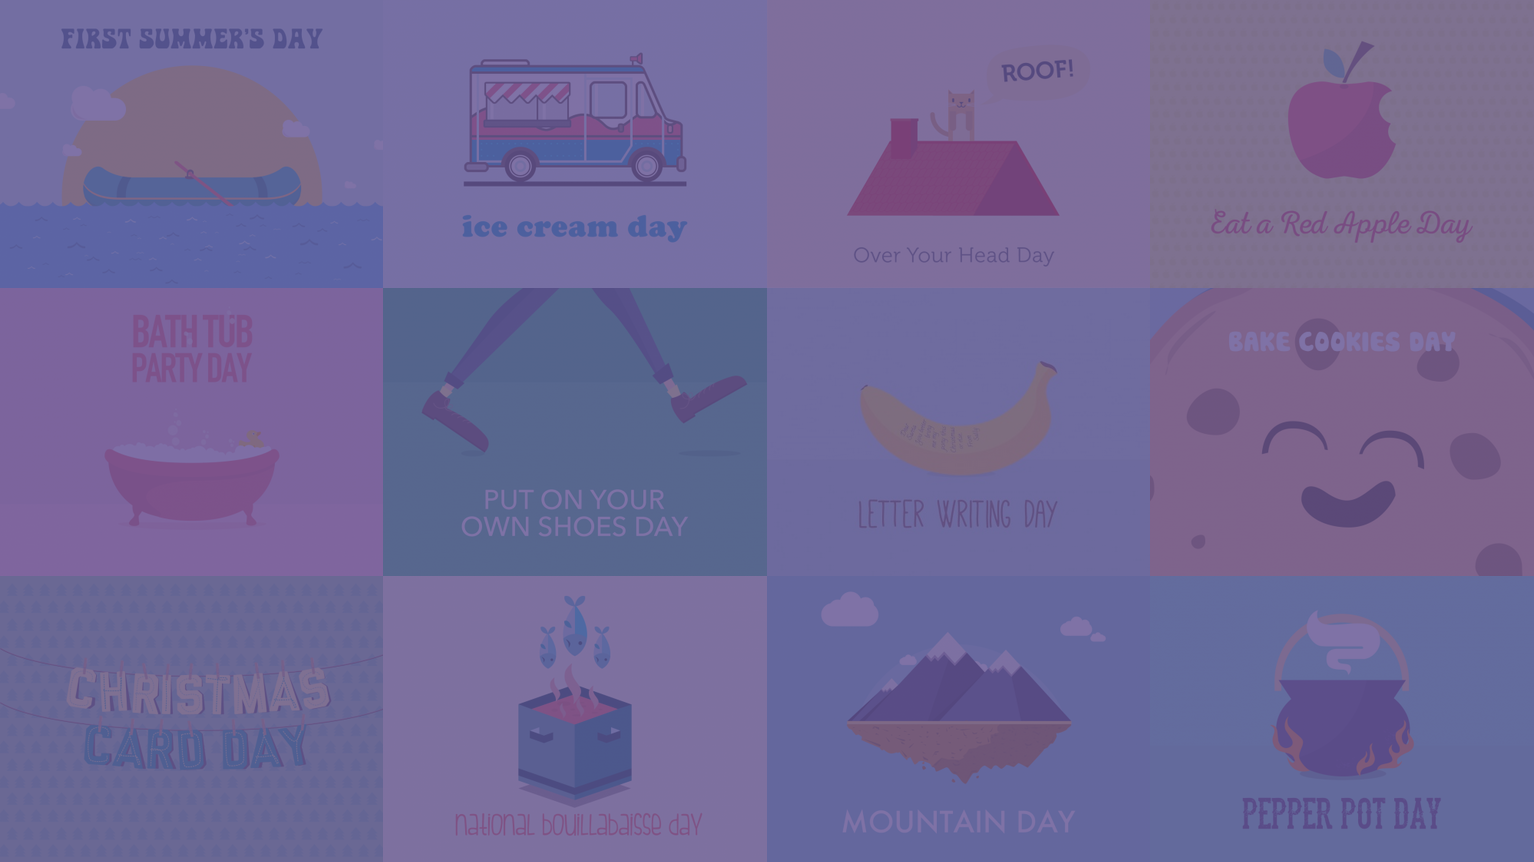 FIRST SUMMER'S DAY
ice cream day
ROOF!
Over Your Head Day
Eat a Red Apple Day
BATH TUB
PARTY DAY
PUT ON YOUR
OWN SHOES DAY
LETTER WRITING DAY
BAKE COOKIES DAY
CHRISTMAS
CARD DAY
national bouillabaisse day
MOUNTAIN DAY
PEPPER POT DAY